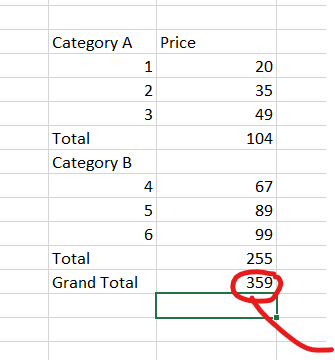 Category A Price
1 20
2 35
3 49
Total 104
Category B
4 67
5 89
6 99
Total 255
Grand Total 359